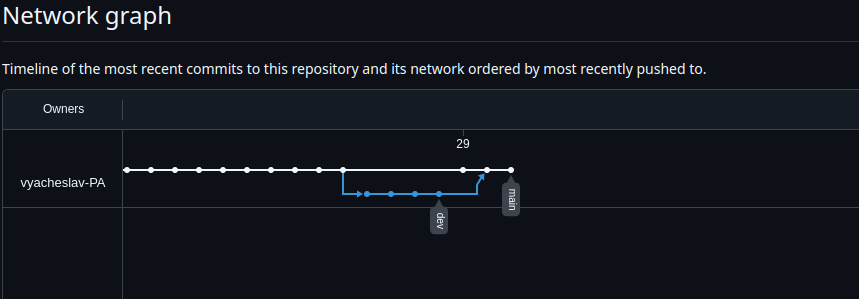 Network graph
Timeline of the most recent commits to this repository and its network ordered by most recently pushed to.
Owners
29
vyacheslav-PA
main
dev